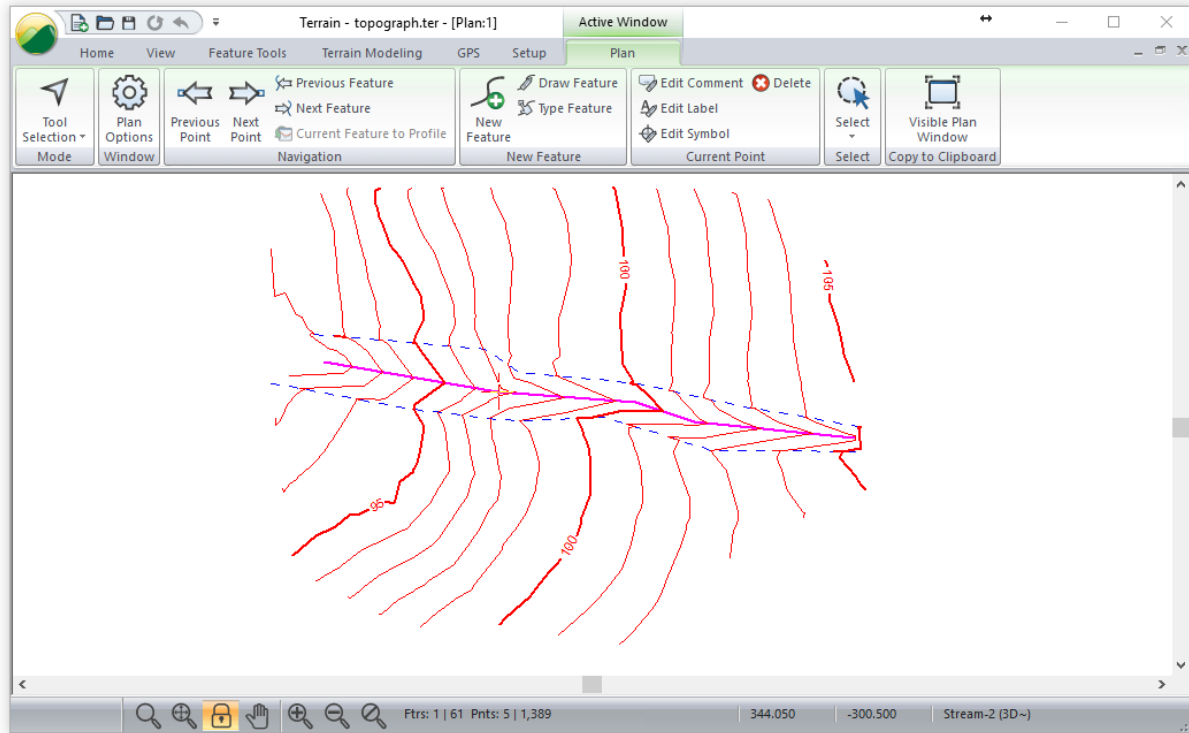 Terrain - topograph.ter - [Plan:1]
Active Window
Home
View
Feature Tools
Terrain Modeling
GPS
Setup
Plan
Tool
Selection
Mode
Plan
Options
Window
Previous
Point
Next
Point
Previous Feature
Next Feature
Current Feature to Profile
Navigation
New
Feature
Draw Feature
Type Feature
New Feature
Edit Comment
Delete
Edit Label
Edit Symbol
Current Point
Select
Select
Visible Plan
Window
Copy to Clipboard
100
105
95
100
Ftrs: 1 | 61 Pnts: 5 | 1,389
344.050
-300.500
Stream-2 (3D~)